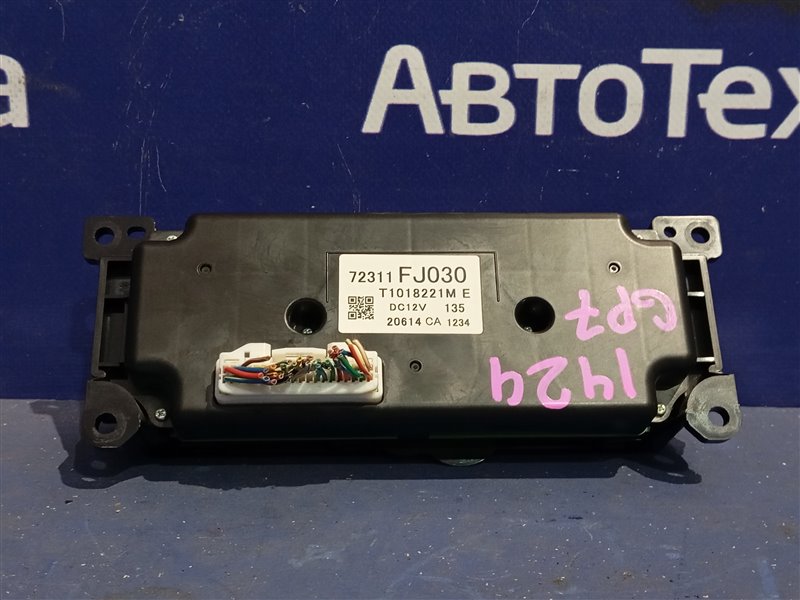 а
АвтоТех
72311 FJ030
T1018221M E
DC12V 135
20614 CA 1234
GP7
1424